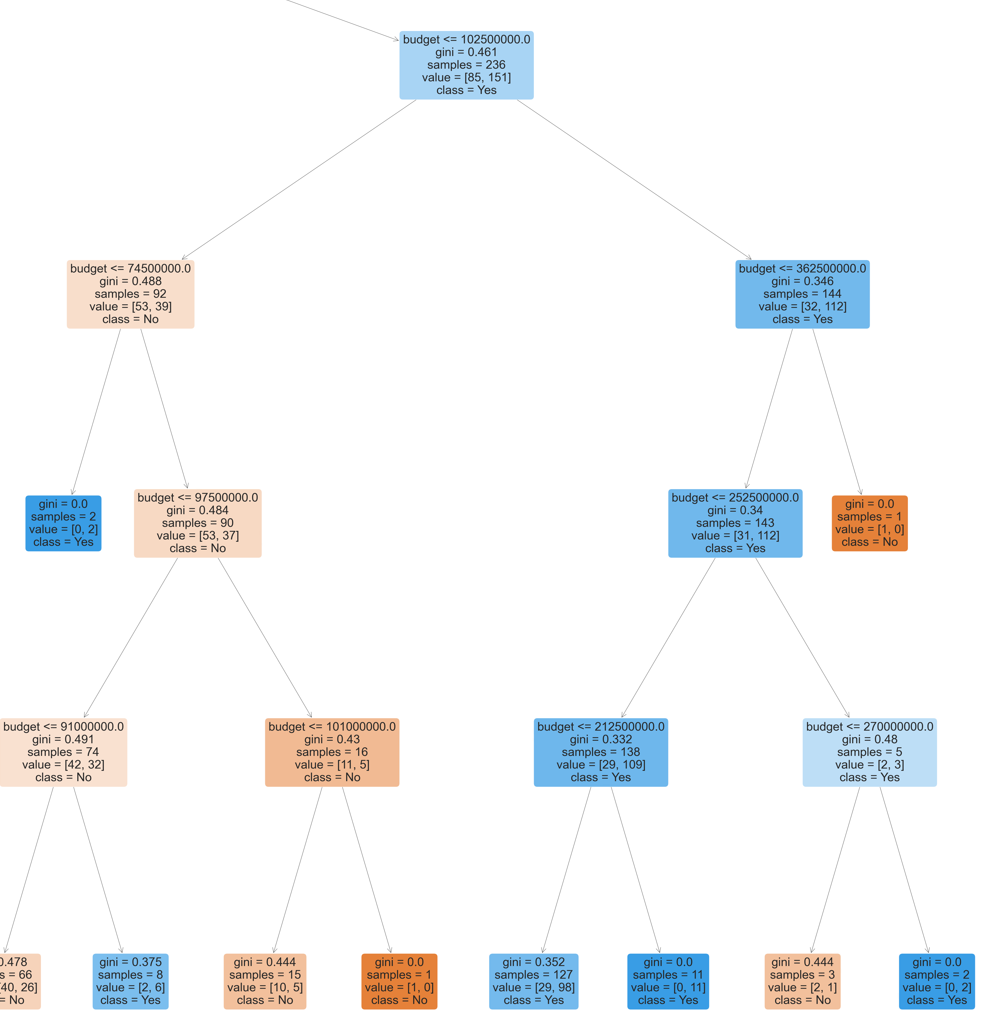 budget <= 102500000.0
gini = 0.461
samples = 236
value = [85, 151]
class = Yes
budget <= 74500000.0
gini = 0.488
samples = 92
value = [53, 39]
class = No
budget <= 362500000.0
gini = 0.346
samples = 144
value = [32, 112]
class = Yes
gini = 0.0
samples = 2
value = [0, 2]
class = Yes
budget <= 97500000.0
gini = 0.484
samples = 90
value = [53, 37]
class = No
budget <= 252500000.0
gini = 0.34
samples = 143
value = [31, 112]
class = Yes
gini = 0.0
samples = 1
value = [1, 0]
class = No
budget <= 91000000.0
gini = 0.491
samples = 74
value = [42, 32]
class = No
budget <= 101000000.0
gini = 0.43
samples = 16
value = [11, 5]
class = No
budget <= 212500000.0
gini = 0.332
samples = 138
value = [29, 109]
class = Yes
budget <= 270000000.0
gini = 0.48
samples = 5
value = [2, 3]
class = Yes
0.478
s = 66
[40, 26]
= No
gini = 0.375
samples = 8
value = [2, 6]
class = Yes
gini = 0.444
samples = 15
value = [10, 5]
class = No
gini = 0.0
samples = 1
value = [1, 0]
class = No
gini = 0.352
samples = 127
value = [29, 98]
class = Yes
gini = 0.0
samples = 11
value = [0, 11]
class = Yes
gini = 0.444
samples = 3
value = [2, 1]
class = No
gini = 0.0
samples = 2
value = [0, 2]
class = Yes